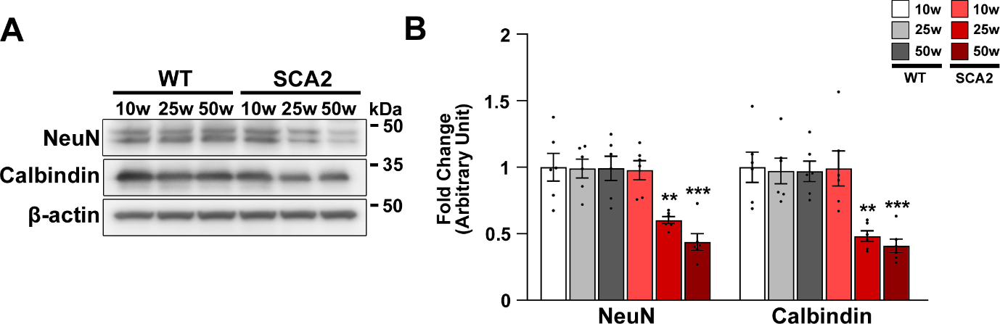 A
WT SCA2
10w 25w 50w 10w 25w 50w kDa
NeuN - 50
Calbindin - 35
β-actin - 50
B
Fold Change
(Arbitrary Unit)
2
1.5
1
0.5
0
** ***
** ***
NeuN Calbindin
10w 10w
25w 25w
50w 50w
WT SCA2